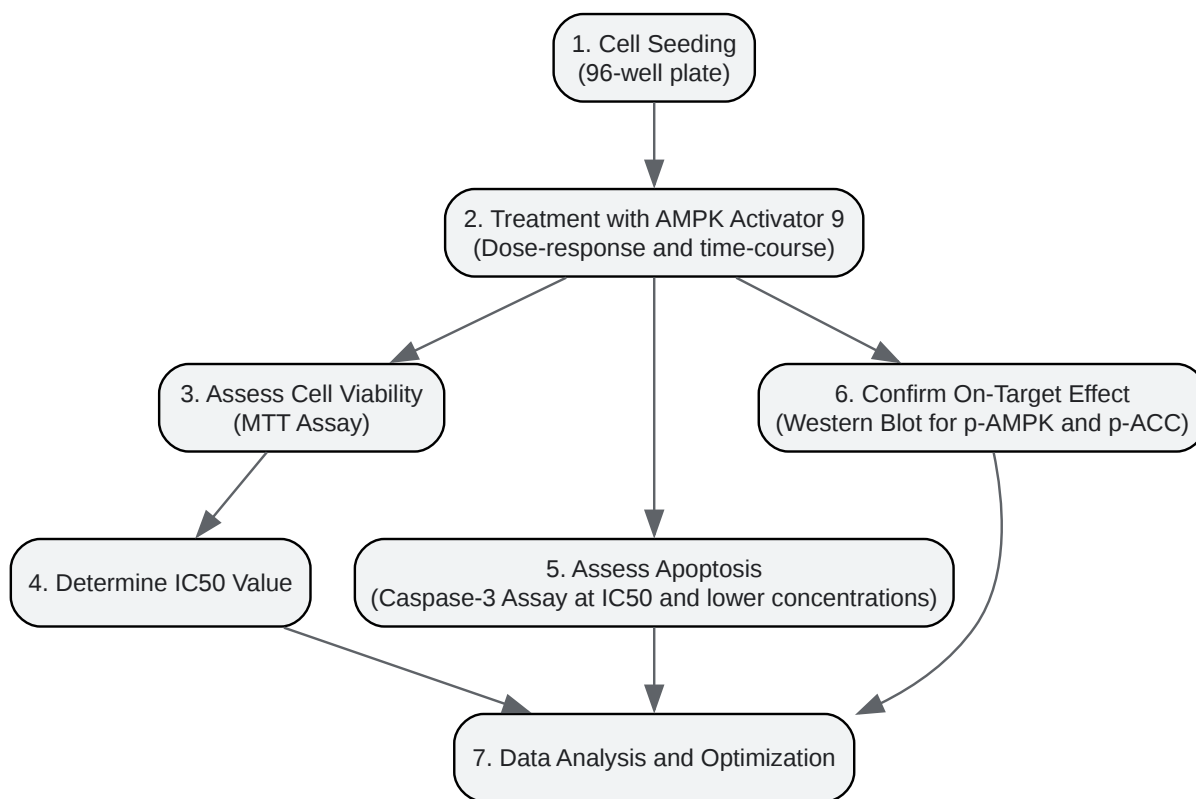 1. Cell Seeding
(96-well plate)
2. Treatment with AMPK Activator 9
(Dose-response and time-course)
3. Assess Cell Viability
(MTT Assay)
6. Confirm On-Target Effect
(Western Blot for p-AMPK and p-ACC)
4. Determine IC50 Value
5. Assess Apoptosis
(Caspase-3 Assay at IC50 and lower concentrations)
7. Data Analysis and Optimization